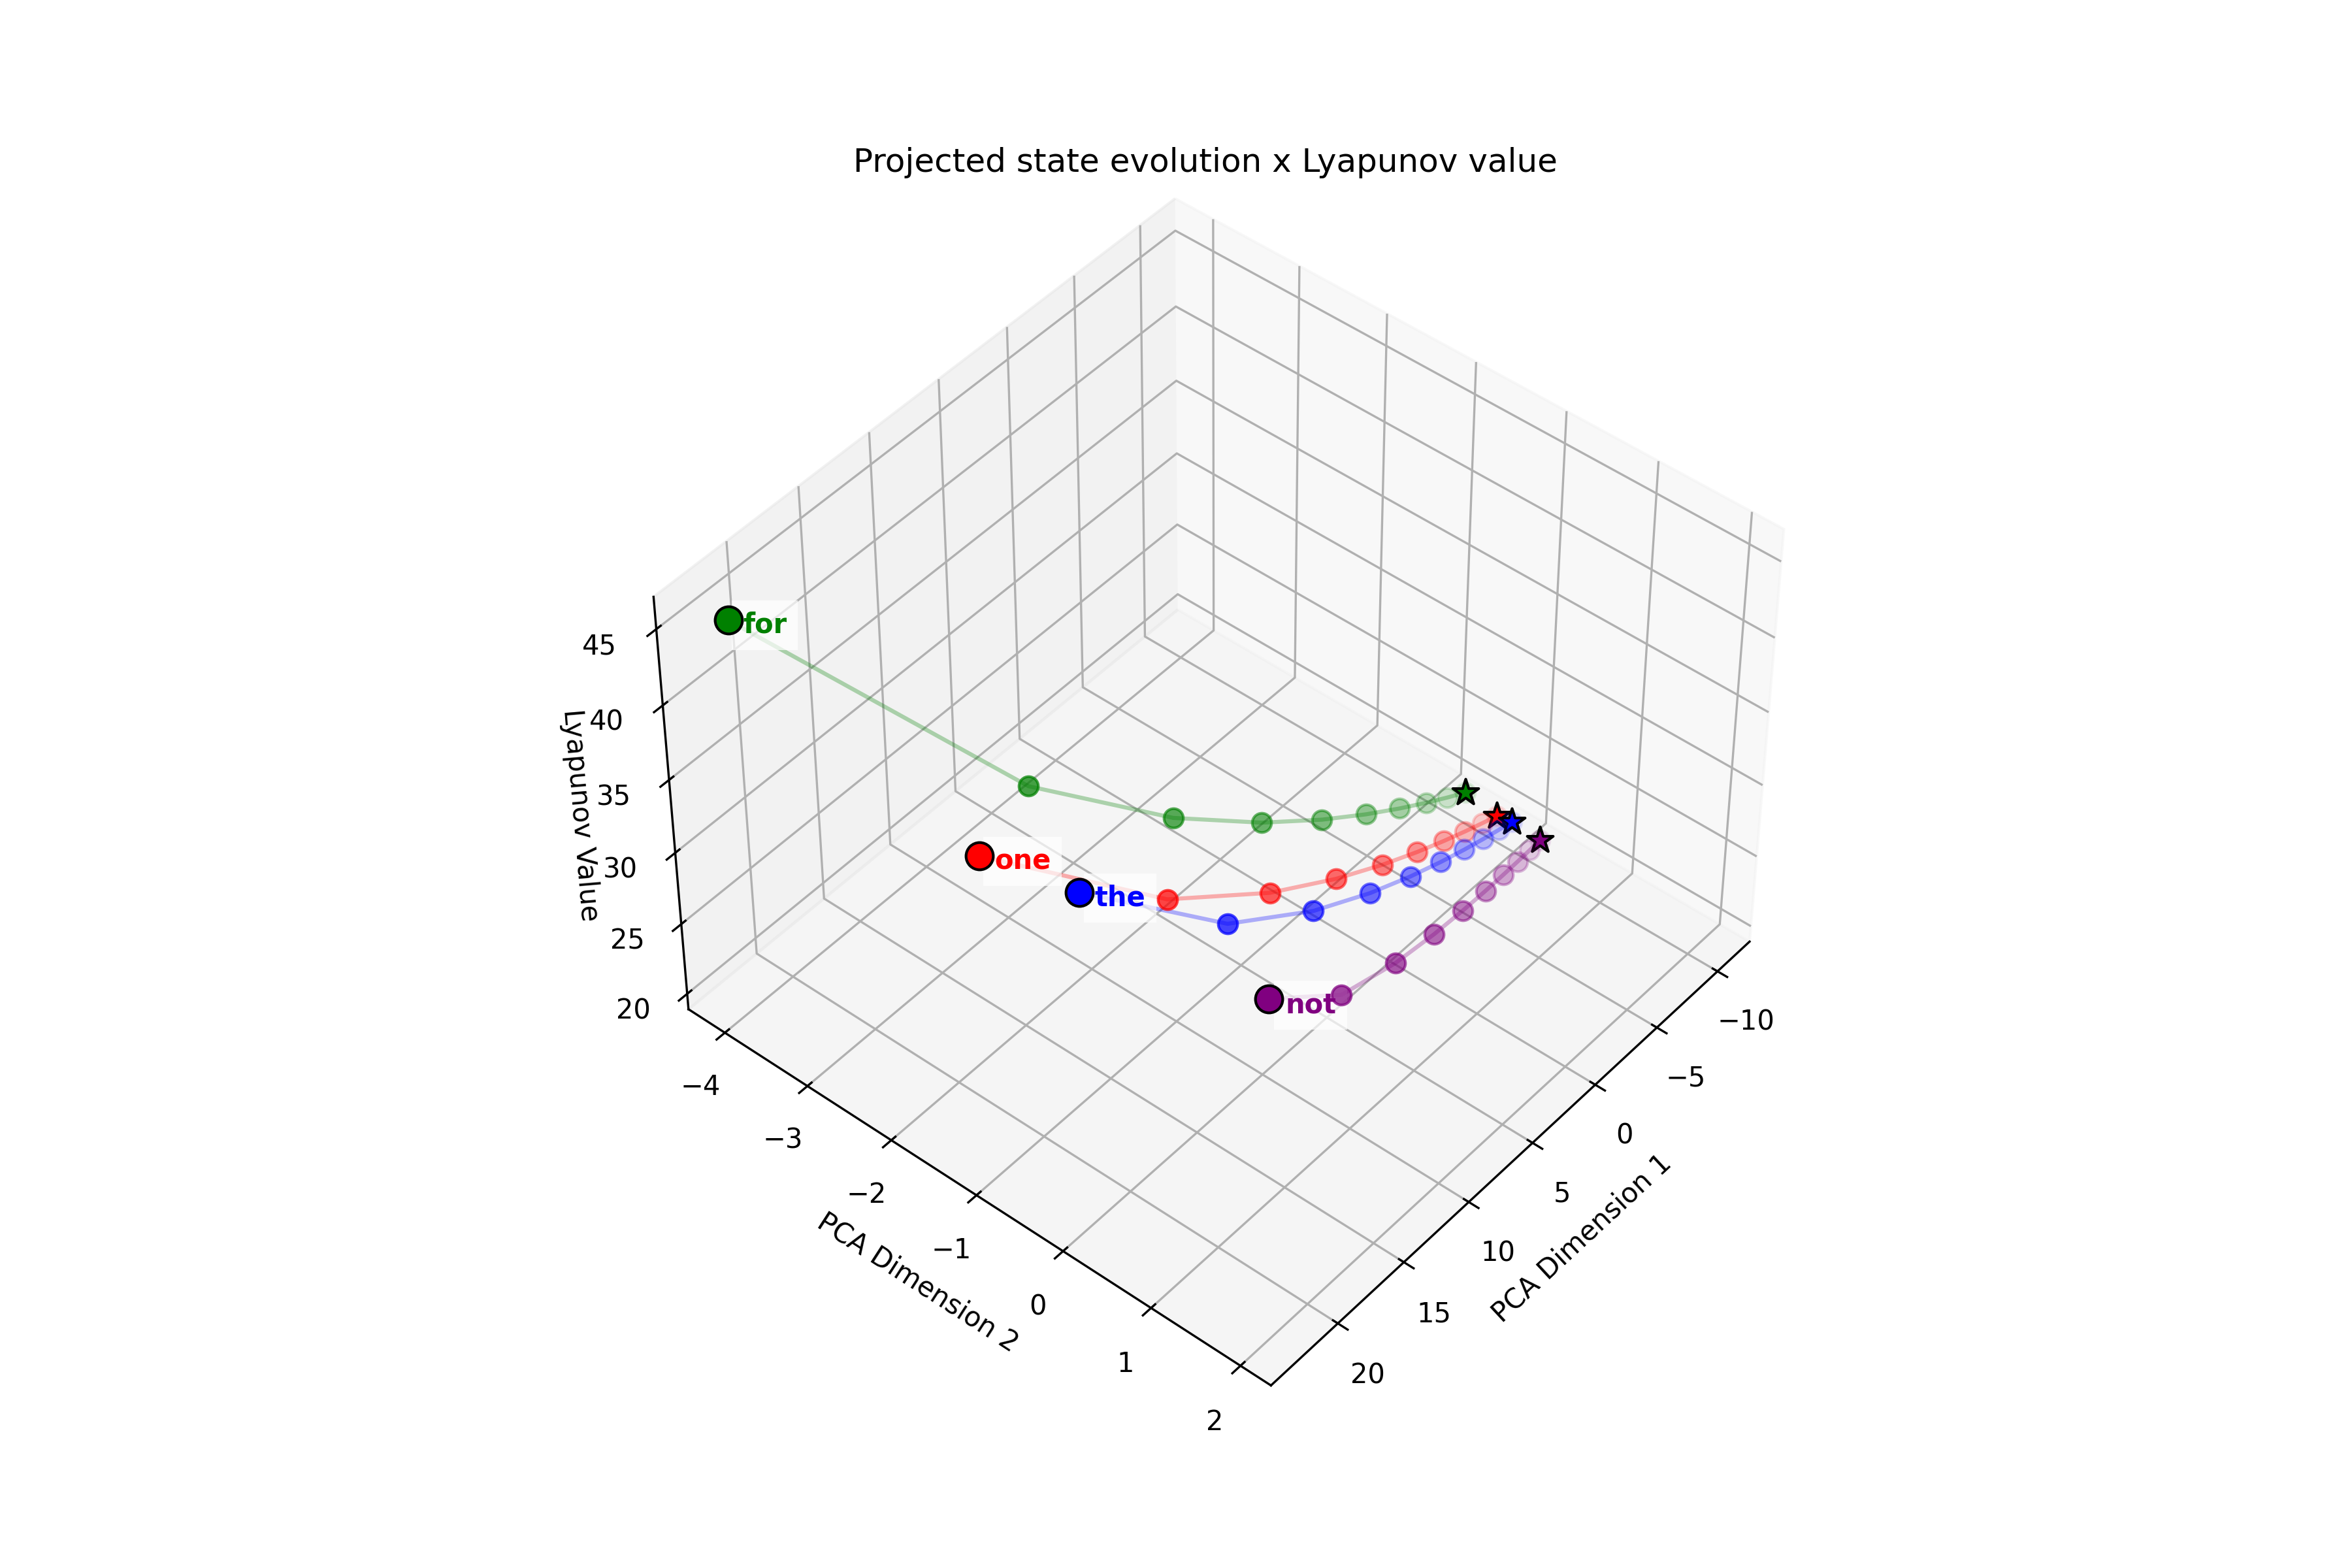 Projected state evolution x Lyapunov value
for
one
the
not
Lyapunov Value
45
40
35
30
25
20
−4
−3
−2
−1
0
1
2
PCA Dimension 2
−10
−5
0
5
10
15
20
PCA Dimension 1